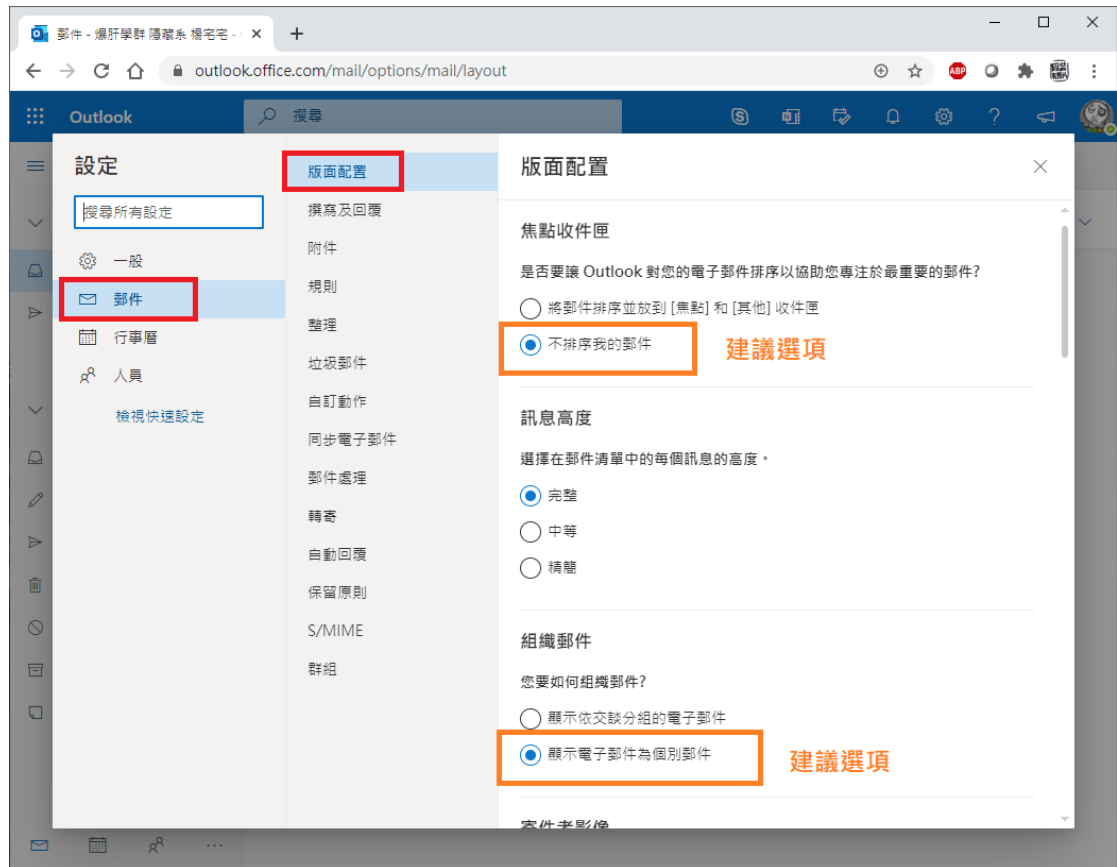 郵件 - 爆肝學群 隱藏系 楊宅宅 -
outlook.office.com/mail/options/mail/layout
ABP
Outlook
搜尋
設定
搜尋所有設定
一般
郵件
行事曆
人員
檢視快速設定
版面配置
撰寫及回覆
附件
規則
整理
垃圾郵件
自訂動作
同步電子郵件
郵件處理
轉寄
自動回覆
保留原則
S/MIME
群組
版面配置
焦點收件匣
是否要讓 Outlook 對您的電子郵件排序以協助您專注於最重要的郵件?
將郵件排序並放到 [焦點] 和 [其他] 收件匣
不排序我的郵件
建議選項
訊息高度
選擇在郵件清單中的每個訊息的高度。
完整
中等
精簡
組織郵件
您要如何組織郵件?
顯示依交談分組的電子郵件
顯示電子郵件為個別郵件
建議選項
寄件者影像